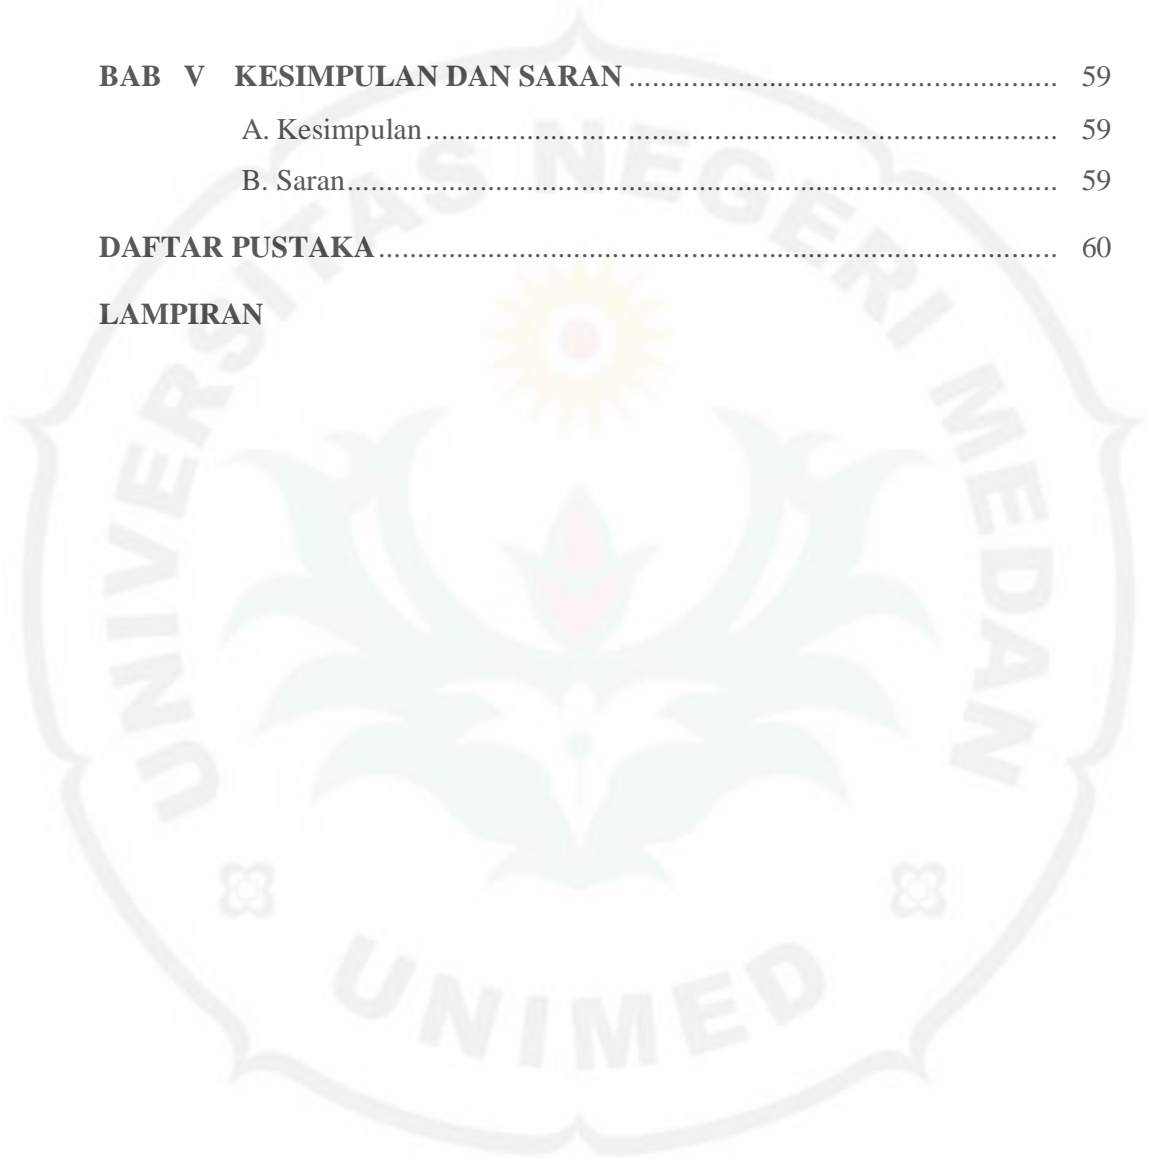 BAB V KESIMPULAN DAN SARAN ........................................................ 59
A. Kesimpulan ................................................................................. 59
B. Saran ........................................................................................... 59
DAFTAR PUSTAKA ....................................................................................... 60
LAMPIRAN
UNIVERSITAS NEGERI MEDAN
UNIMED